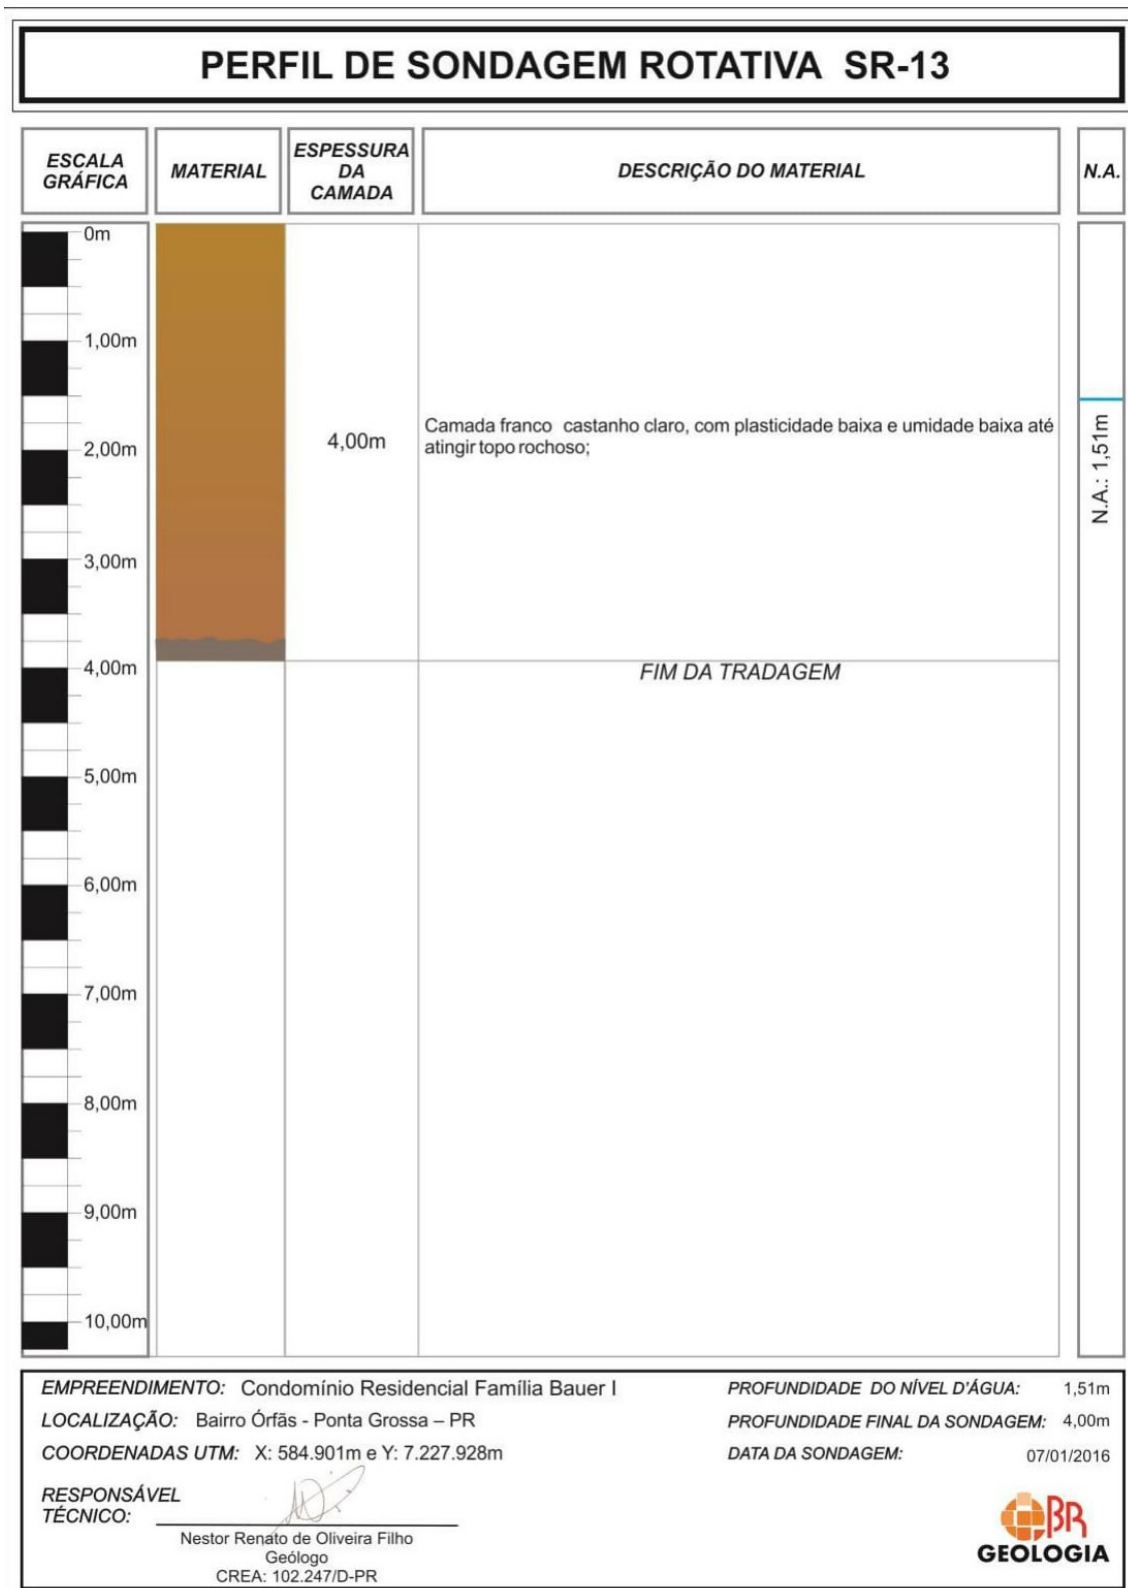 PERFIL DE SONDAGEM ROTATIVA SR-13
ESCALA
GRÁFICA
MATERIAL
ESPESSURA
DA
CAMADA
DESCRIÇÃO DO MATERIAL
N.A.
0m
1,00m
2,00m
3,00m
4,00m
5,00m
6,00m
7,00m
8,00m
9,00m
10,00m
4,00m
Camada franco castanho claro, com plasticidade baixa e umidade baixa até
atingir topo rochoso;
FIM DA TRADAGEM
N.A.: 1,51m
EMPREENDIMENTO: Condomínio Residencial Família Bauer I
LOCALIZAÇÃO: Bairro Órfãs - Ponta Grossa – PR
COORDENADAS UTM: X: 584.901m e Y: 7.227.928m
RESPONSÁVEL
TÉCNICO:
Nestor Renato de Oliveira Filho
Geólogo
CREA: 102.247/D-PR
PROFUNDIDADE DO NÍVEL D'ÁGUA: 1,51m
PROFUNDIDADE FINAL DA SONDAGEM: 4,00m
DATA DA SONDAGEM: 07/01/2016
BR
GEOLOGIA